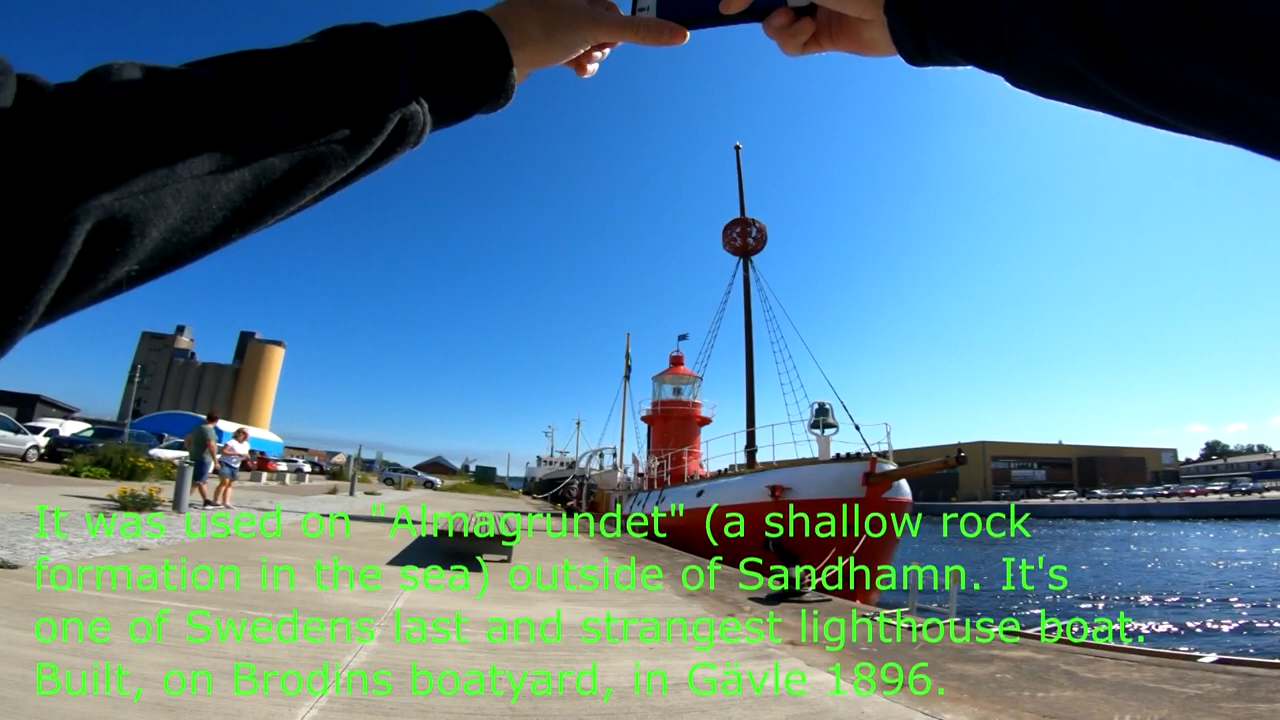 It was used on "Almagrundet" (a shallow rock
formation in the sea) outside of Sandhamn. It's
one of Swedens last and strangest lighthouse boat.
Built, on Brodins boatyard, in Gävle 1896.